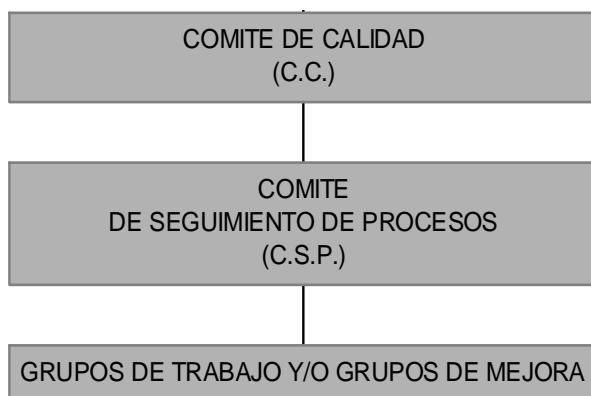 COMITE DE CALIDAD
(C.C.)
COMITE
DE SEGUIMIENTO DE PROCESOS
(C.S.P.)
GRUPOS DE TRABAJO Y/O GRUPOS DE MEJORA